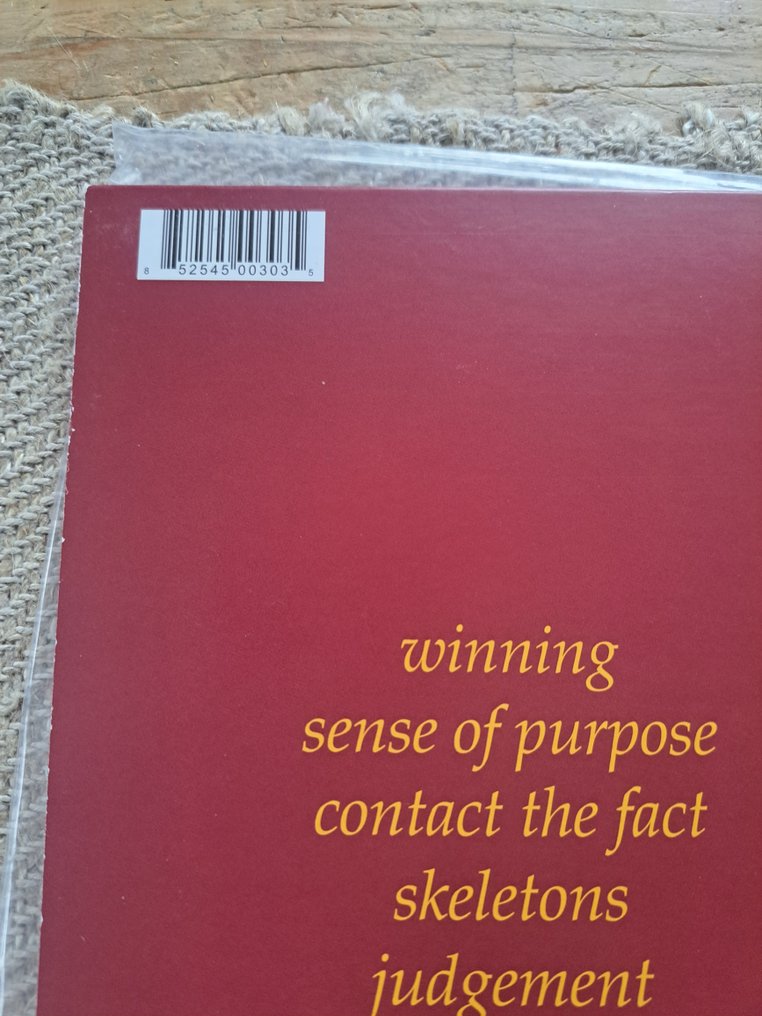 8 52545 00303 5
winning
sense of purpose
contact the fact
skeletons
judgement